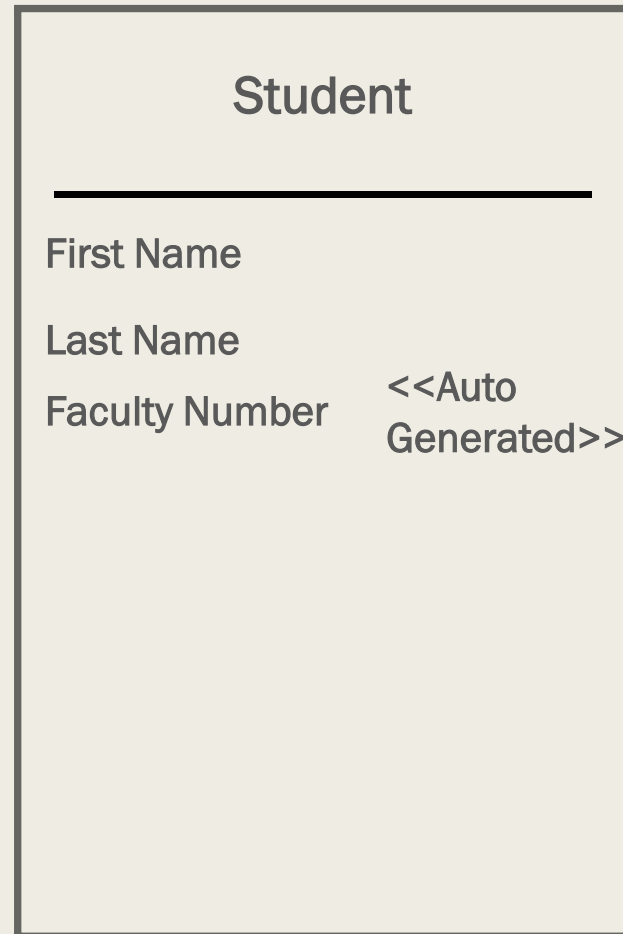 Student
First Name
Last Name
Faculty Number
<<Auto
Generated>>